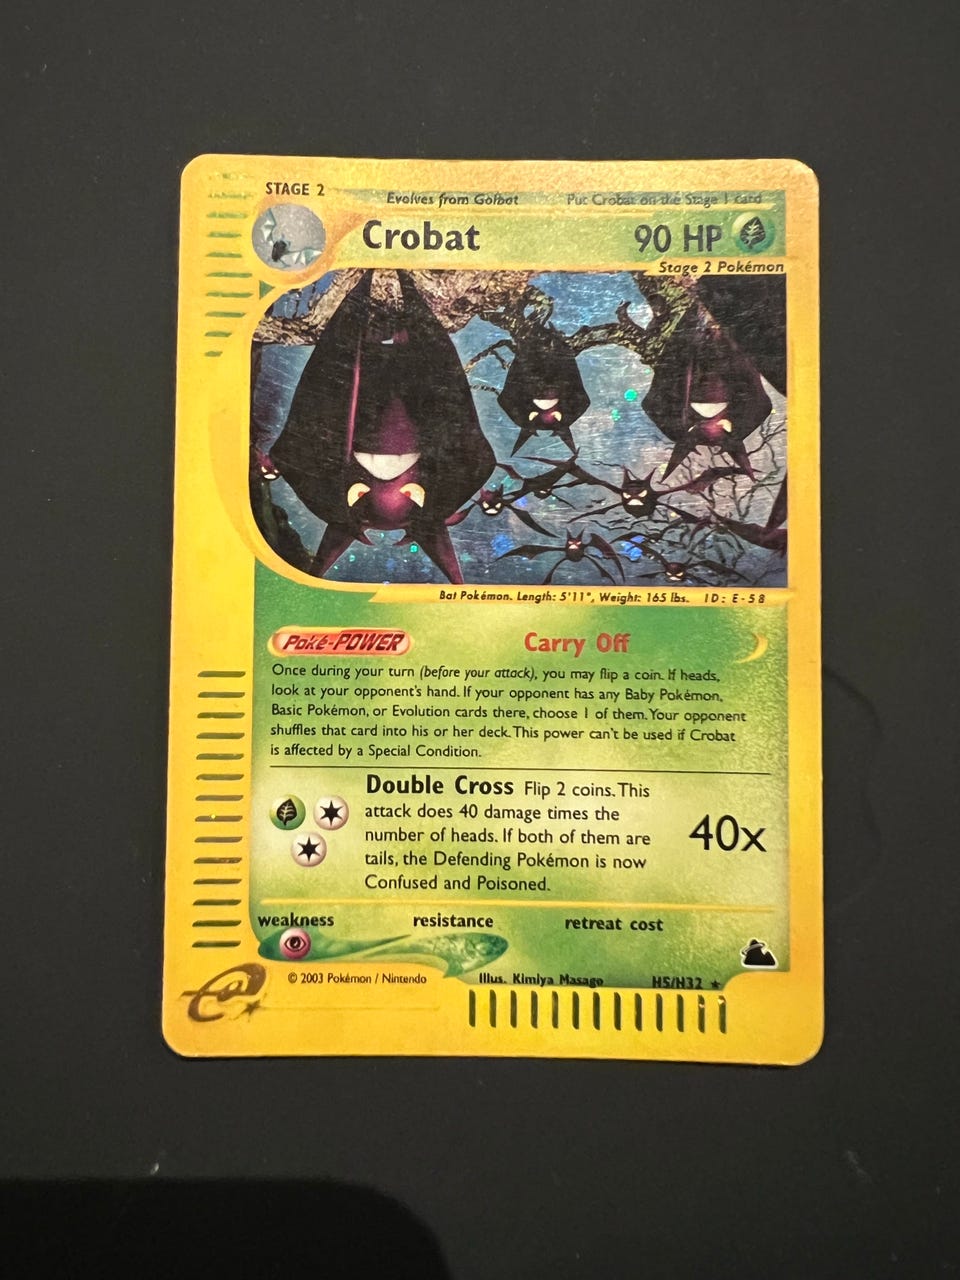 STAGE 2
Evolves from Golbat Put Crobat on the Stage 1 card
Crobat 90 HP
Stage 2 Pokémon
Bat Pokémon. Length: 5'11", Weight: 165 lbs. ID: E-58
Poké-POWER Carry Off
Once during your turn (before your attack), you may flip a coin. If heads,
look at your opponent's hand. If your opponent has any Baby Pokémon,
Basic Pokémon, or Evolution cards there, choose 1 of them. Your opponent
shuffles that card into his or her deck. This power can't be used if Crobat
is affected by a Special Condition.
Double Cross Flip 2 coins. This
attack does 40 damage times the
number of heads. If both of them are
tails, the Defending Pokémon is now
Confused and Poisoned.
40x
weakness resistance retreat cost
© 2003 Pokémon / Nintendo Illus. Kimiya Masago H5/H32 ★
e